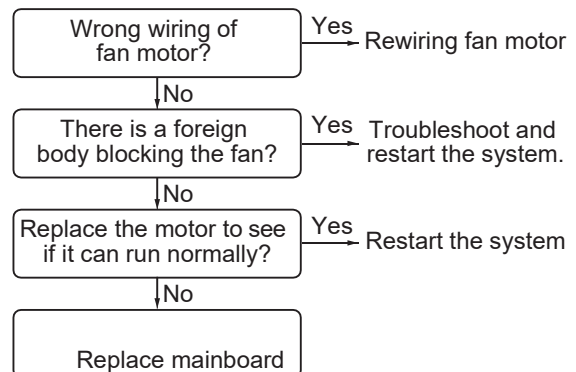 Wrong wiring of
fan motor?
Yes
Rewiring fan motor
No
There is a foreign
body blocking the fan?
Yes
Troubleshoot and
restart the system.
No
Replace the motor to see
if it can run normally?
Yes
Restart the system
No
Replace mainboard